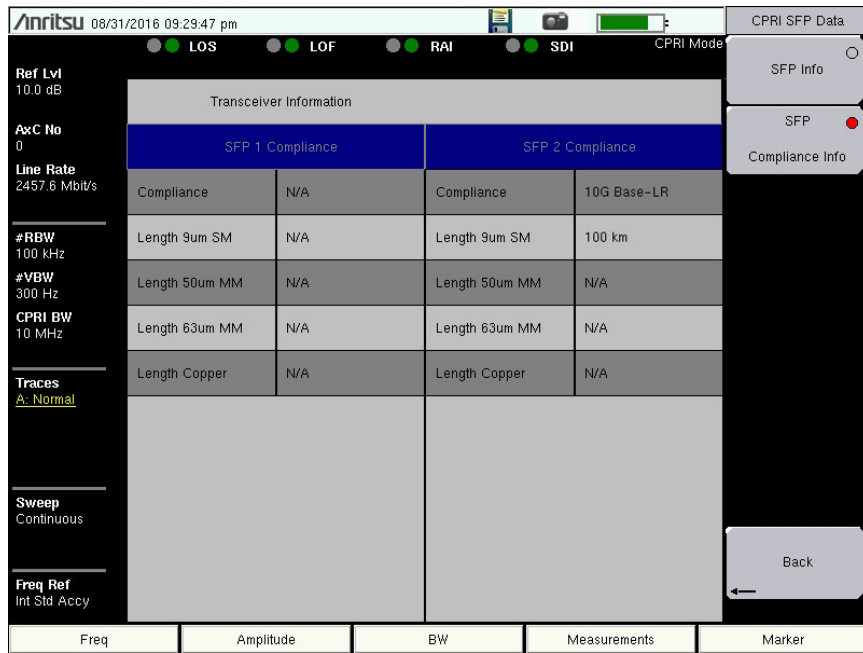 Anritsu 08/31/2016 09:29:47 pm
CPRI SFP Data
LOS LOF RAI SDI CPRI Mode
Ref Lvl
10.0 dB
AxC No
0
Line Rate
2457.6 Mbit/s
#RBW
100 kHz
#VBW
300 Hz
CPRI BW
10 MHz
Traces
A: Normal
Sweep
Continuous
Freq Ref
Int Std Accy
Transceiver Information
SFP 1 Compliance SFP 2 Compliance
Compliance N/A Compliance 10G Base-LR
Length 9um SM N/A Length 9um SM 100 km
Length 50um MM N/A Length 50um MM N/A
Length 63um MM N/A Length 63um MM N/A
Length Copper N/A Length Copper N/A
SFP Info
SFP
Compliance Info
Back
Freq Amplitude BW Measurements Marker